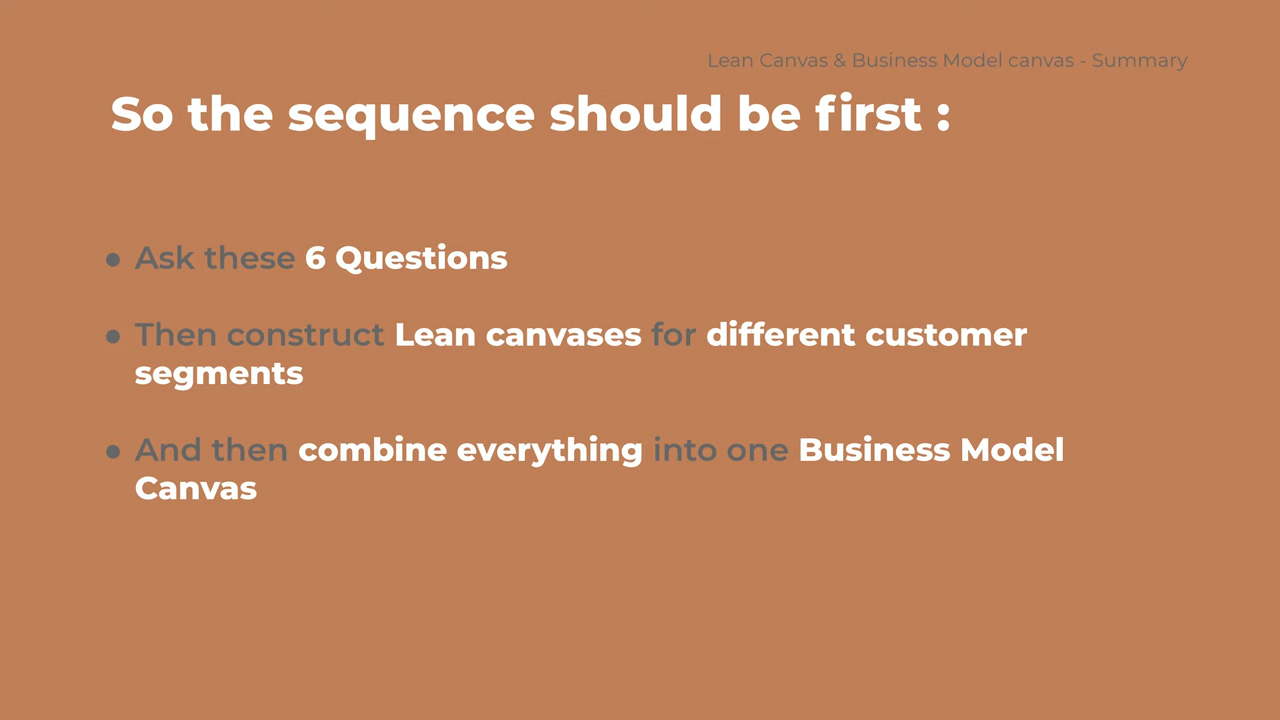 Lean Canvas & Business Model canvas - Summary
So the sequence should be first :
● Ask these 6 Questions
● Then construct Lean canvases for different customer
segments
● And then combine everything into one Business Model
Canvas